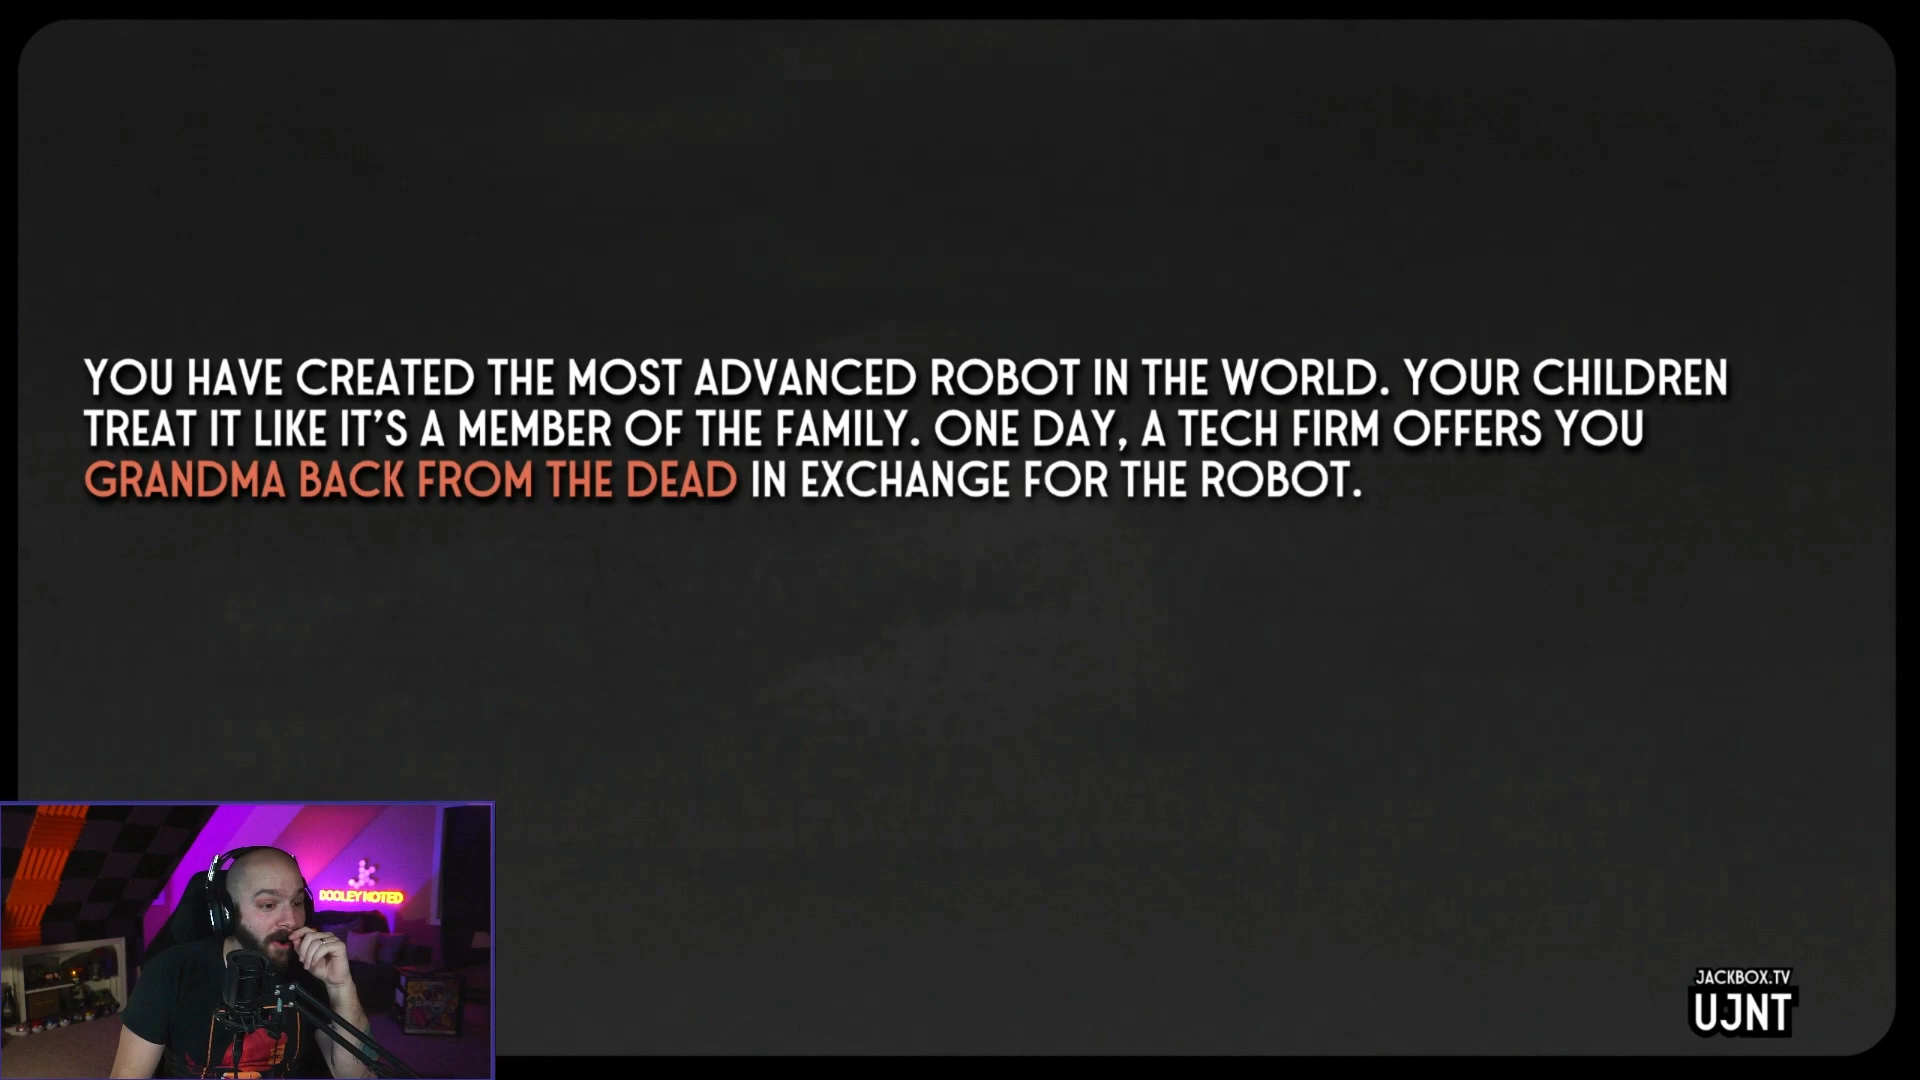 YOU HAVE CREATED THE MOST ADVANCED ROBOT IN THE WORLD. YOUR CHILDREN
TREAT IT LIKE IT'S A MEMBER OF THE FAMILY. ONE DAY, A TECH FIRM OFFERS YOU
GRANDMA BACK FROM THE DEAD IN EXCHANGE FOR THE ROBOT.
DOOLEYNOTED
JACKBOX.TV
UJNT